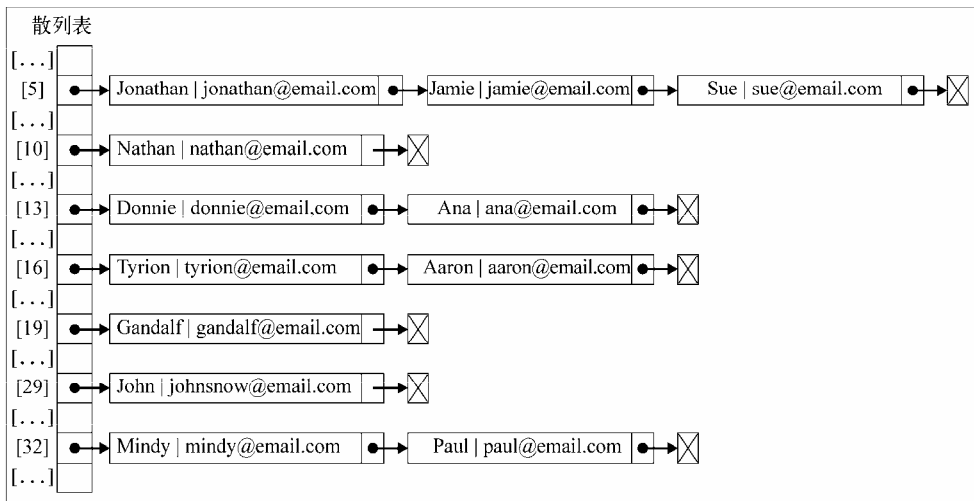 散列表
[...]
[5] Jonathan | jonathan@email.com Jamie | jamie@email.com Sue | sue@email.com
[...]
[10] Nathan | nathan@email.com
[...]
[13] Donnie | donnie@email.com Ana | ana@email.com
[...]
[16] Tyrion | tyrion@email.com Aaron | aaron@email.com
[...]
[19] Gandalf | gandalf@email.com
[...]
[29] John | johnsnow@email.com
[...]
[32] Mindy | mindy@email.com Paul | paul@email.com
[...]